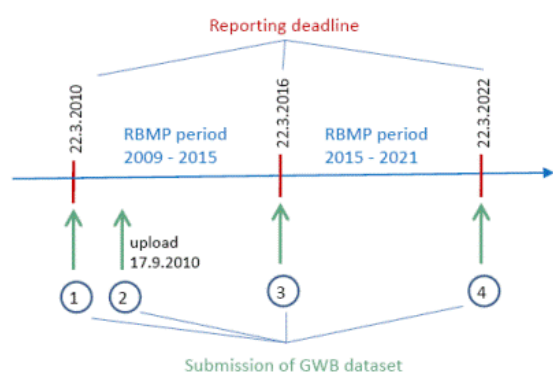 Reporting deadline
22.3.2010
22.3.2016
22.3.2022
RBMP period
2009 - 2015
RBMP period
2015 - 2021
upload
17.9.2010
1
2
3
4
Submission of GWB dataset